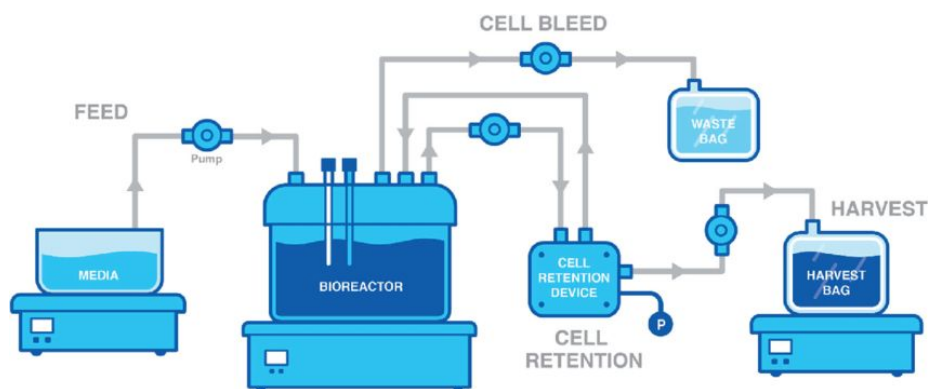 CELL BLEED
FEED
Pump
WASTE
BAG
MEDIA
BIOREACTOR
CELL
RETENTION
DEVICE
P
CELL
RETENTION
HARVEST
HARVEST
BAG